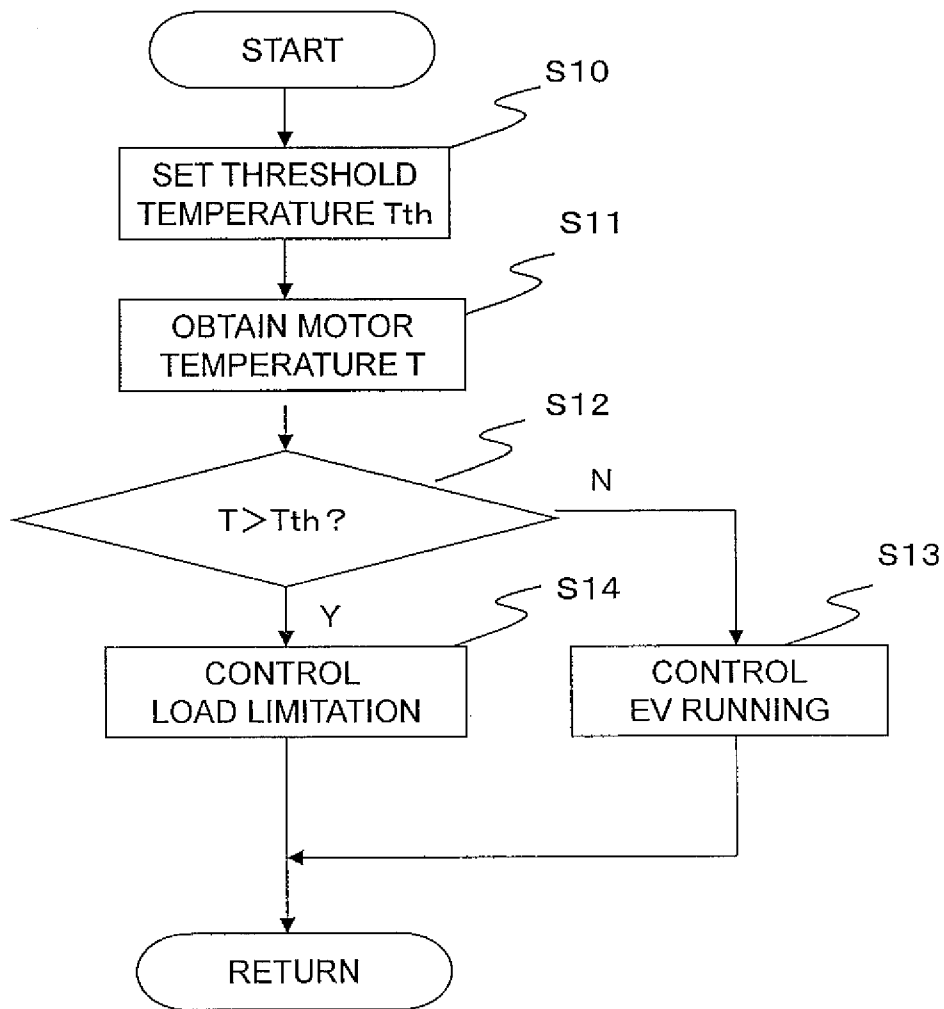 START
S10
SET THRESHOLD
TEMPERATURE Tth
S11
OBTAIN MOTOR
TEMPERATURE T
S12
T>Tth?
N
S13
Y
S14
CONTROL
LOAD LIMITATION
CONTROL
EV RUNNING
RETURN